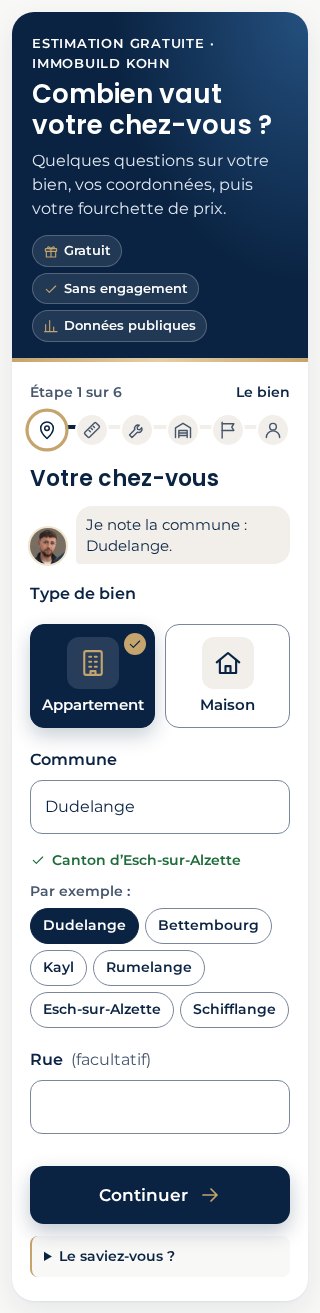 ESTIMATION GRATUITE ·
IMMOBUILD KOHN
Combien vaut
votre chez-vous ?
Quelques questions sur votre
bien, vos coordonnées, puis
votre fourchette de prix.
Gratuit
Sans engagement
Données publiques
Étape 1 sur 6 Le bien
Votre chez-vous
Je note la commune :
Dudelange.
Type de bien
Appartement Maison
Commune
Dudelange
Canton d’Esch-sur-Alzette
Par exemple :
Dudelange Bettembourg
Kayl Rumelange
Esch-sur-Alzette Schifflange
Rue (facultatif)
Continuer →
Le saviez-vous ?